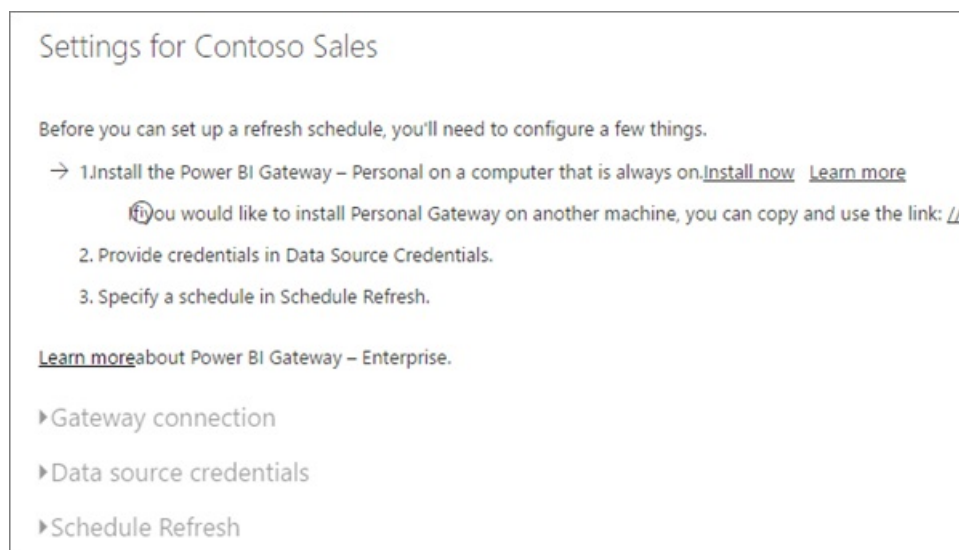 Settings for Contoso Sales
Before you can set up a refresh schedule, you'll need to configure a few things.
→ 1.Install the Power BI Gateway – Personal on a computer that is always on.Install now Learn more
If you would like to install Personal Gateway on another machine, you can copy and use the link: //
2. Provide credentials in Data Source Credentials.
3. Specify a schedule in Schedule Refresh.
Learn moreabout Power BI Gateway – Enterprise.
Gateway connection
Data source credentials
Schedule Refresh